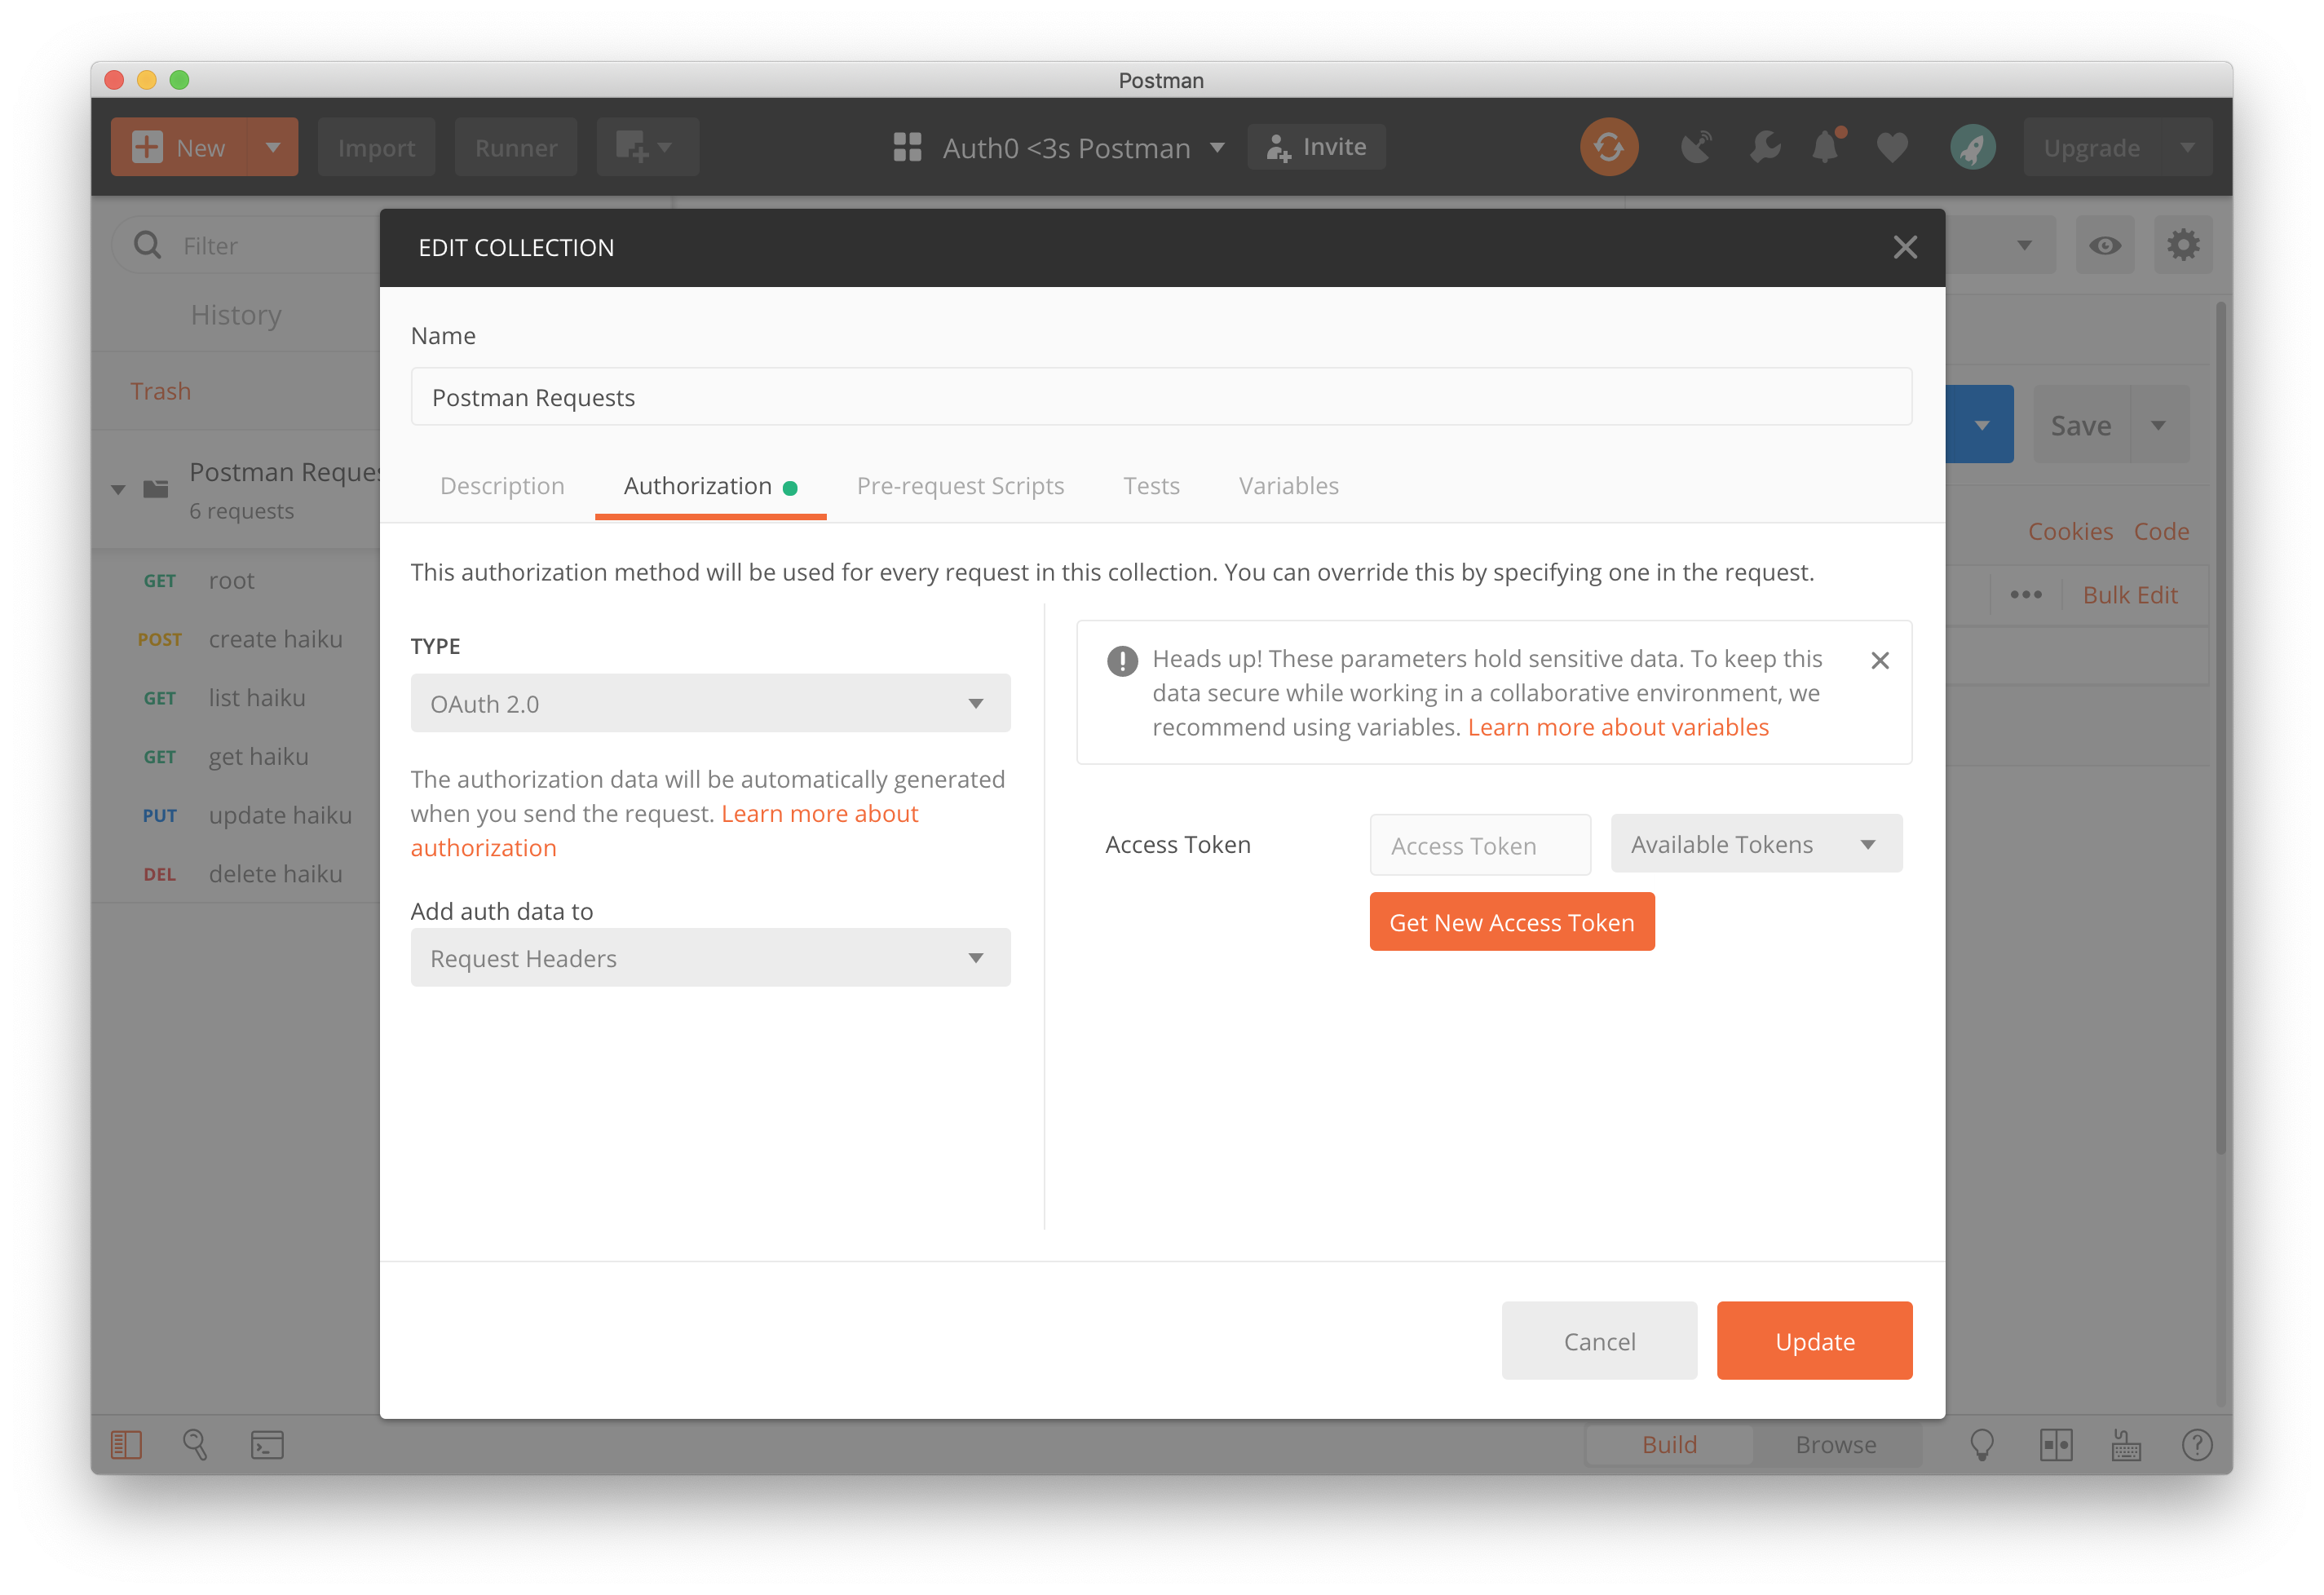 Postman
New
Import
Runner
Auth0 <3s Postman
Invite
Upgrade
Filter
History
Trash
Postman Reques
6 requests
GET root
POST create haiku
GET list haiku
GET get haiku
PUT update haiku
DEL delete haiku
EDIT COLLECTION
Name
Postman Requests
Description
Authorization
Pre-request Scripts
Tests
Variables
This authorization method will be used for every request in this collection. You can override this by specifying one in the request.
TYPE
OAuth 2.0
The authorization data will be automatically generated
when you send the request. Learn more about
authorization
Add auth data to
Request Headers
Heads up! These parameters hold sensitive data. To keep this
data secure while working in a collaborative environment, we
recommend using variables. Learn more about variables
Access Token
Access Token
Available Tokens
Get New Access Token
Cancel
Update
Save
Cookies
Code
Bulk Edit
Build
Browse